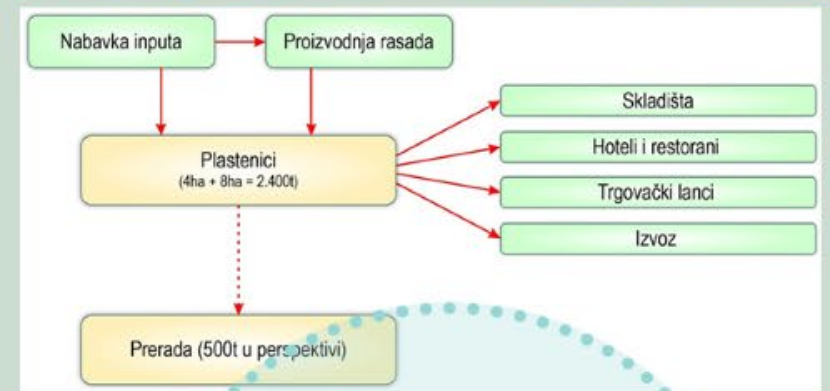 Nabavka inputa
Proizvodnja rasada
Plastenici
(4ha + 8ha = 2.400t)
Skladišta
Hoteli i restorani
Trgovački lanci
Izvoz
Prerada (500t u perspektivi)